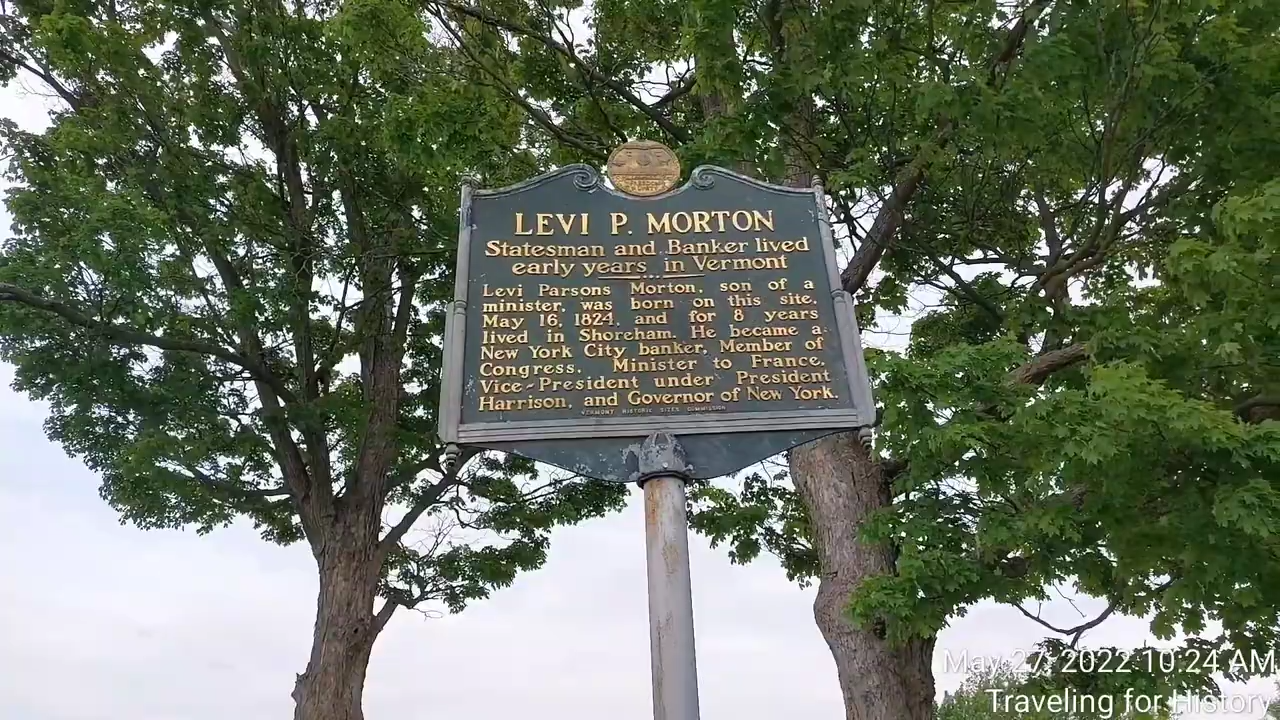 LEVI P. MORTON
Statesman and Banker lived
early years in Vermont
Levi Parsons Morton, son of a
minister, was born on this site,
May 16, 1824, and for 8 years
lived in Shoreham. He became a
New York City banker, Member of
Congress, Minister to France,
Vice-President under President
Harrison, and Governor of New York.
VERMONT HISTORIC SITES COMMISSION
May 27, 2022 10:24 AM
Traveling for History